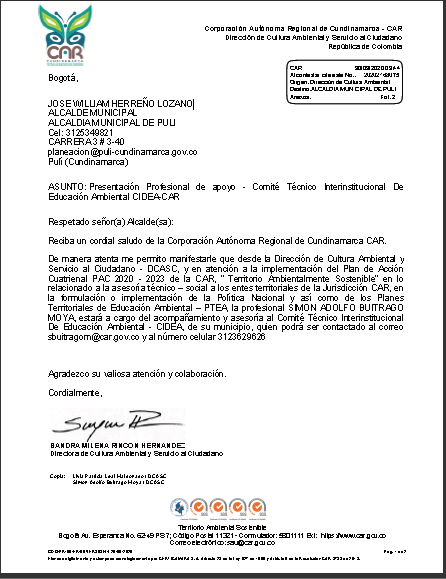 CAR
CUNDINAMARCA
Corporación Autónoma Regional de Cundinamarca - CAR
Dirección de Cultura Ambiental y Servicio al Ciudadano
República de Colombia
CAR
Al contestar cite este No.:
Origen: Dirección de Cultura Ambiental
Destino: ALCALDIA MUNICIPAL DE PULI
Anexos: Fol: 2
Bogotá,
JOSE WILLIAM HERREÑO LOZANO
ALCALDE MUNICIPAL
ALCALDIA MUNICIPAL DE PULI
Cel: 3125349821
CARRERA 3 # 3-40
planeacion@puli-cundinamarca.gov.co
Pulí (Cundinamarca)
ASUNTO: Presentación Profesional de apoyo - Comité Técnico Interinstitucional De
Educación Ambiental CIDEA-CAR
Respetado señor(a) Alcalde(sa):
Reciba un cordial saludo de la Corporación Autónoma Regional de Cundinamarca CAR.
De manera atenta me permito manifestarle que desde la Dirección de Cultura Ambiental y
Servicio al Ciudadano - DCASC, y en atención a la implementación del Plan de Acción
Cuatrienal PAC 2020 - 2023 de la CAR, " Territorio Ambientalmente Sostenible" en lo
relacionado a la asesoría técnico – social a los entes territoriales de la Jurisdicción CAR, en
la formulación o implementación de la Política Nacional y así como de los Planes
Territoriales de Educación Ambiental – PTEA, la profesional SIMON ADOLFO BUITRAGO
MOYA, estará a cargo del acompañamiento y asesoría al Comité Técnico Interinstitucional
De Educación Ambiental - CIDEA, de su municipio, quien podrá ser contactado al correo
sbuitragom@car.gov.co y al número celular 3123629626
Agradezco su valiosa atención y colaboración.
Cordialmente,
SANDRA MILENA RINCON HERNANDEZ
Directora de Cultura Ambiental y Servicio al Ciudadano
Copia:
Simon Adolfo Buitrago Moya / DCASC
Territorio Ambiental Sostenible
Bogotá Av. Esperanza No. 62-49 PS 7; Código Postal 11321 - Conmutador: 5801111 Ext: https://www.car.gov.co
Correo electrónico: sau@car.gov.co